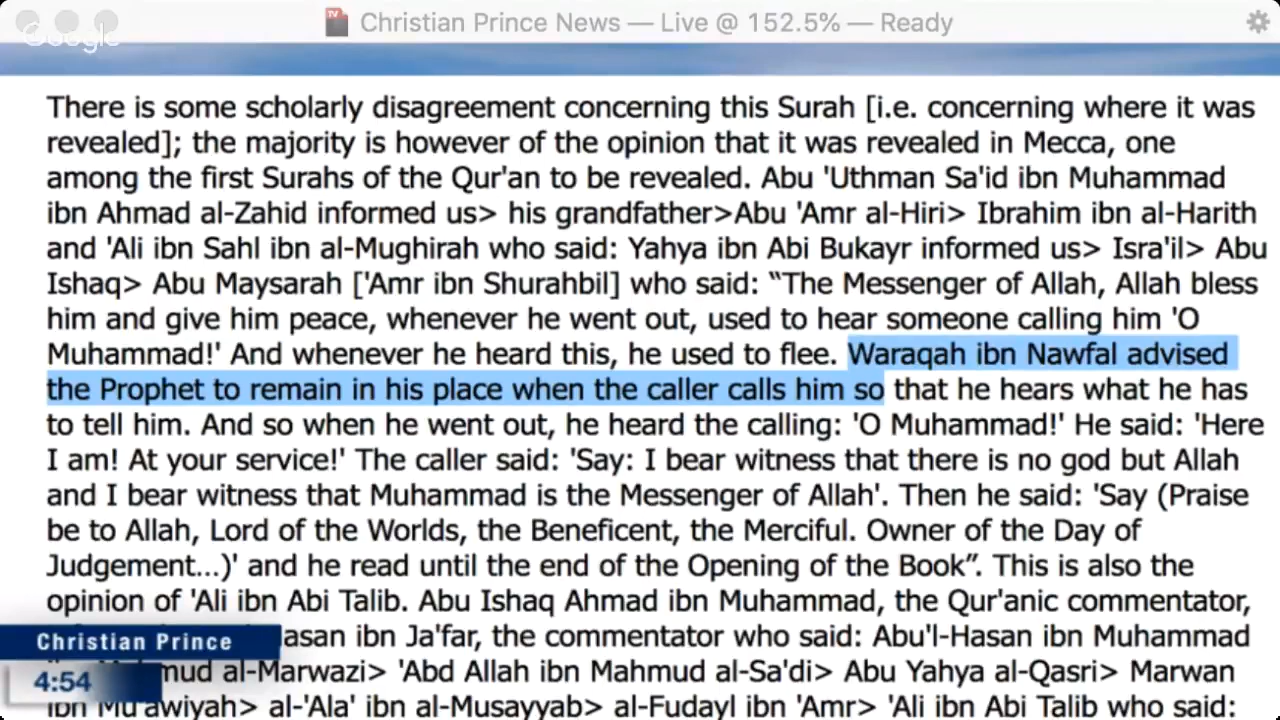 Christian Prince News — Live @ 152.5% — Ready
Google
There is some scholarly disagreement concerning this Surah [i.e. concerning where it was
revealed]; the majority is however of the opinion that it was revealed in Mecca, one
among the first Surahs of the Qur'an to be revealed. Abu 'Uthman Sa'id ibn Muhammad
ibn Ahmad al-Zahid informed us> his grandfather>Abu 'Amr al-Hiri> Ibrahim ibn al-Harith
and 'Ali ibn Sahl ibn al-Mughirah who said: Yahya ibn Abi Bukayr informed us> Isra'il> Abu
Ishaq> Abu Maysarah ['Amr ibn Shurahbil] who said: “The Messenger of Allah, Allah bless
him and give him peace, whenever he went out, used to hear someone calling him 'O
Muhammad!' And whenever he heard this, he used to flee. Waraqah ibn Nawfal advised
the Prophet to remain in his place when the caller calls him so that he hears what he has
to tell him. And so when he went out, he heard the calling: 'O Muhammad!' He said: 'Here
I am! At your service!' The caller said: 'Say: I bear witness that there is no god but Allah
and I bear witness that Muhammad is the Messenger of Allah'. Then he said: 'Say (Praise
be to Allah, Lord of the Worlds, the Beneficent, the Merciful. Owner of the Day of
Judgement...)' and he read until the end of the Opening of the Book”. This is also the
opinion of 'Ali ibn Abi Talib. Abu Ishaq Ahmad ibn Muhammad, the Qur'anic commentator,
ibn Ja'far, the commentator who said: Abu'l-Hasan ibn Muhammad
al-Marwazi> 'Abd Allah ibn Mahmud al-Sa'di> Abu Yahya al-Qasri> Marwan
ibn Mu'awiyah> al-'Ala' ibn al-Musayyab> al-Fudayl ibn 'Amr> 'Ali ibn Abi Talib who said:
Christian Prince
4:54